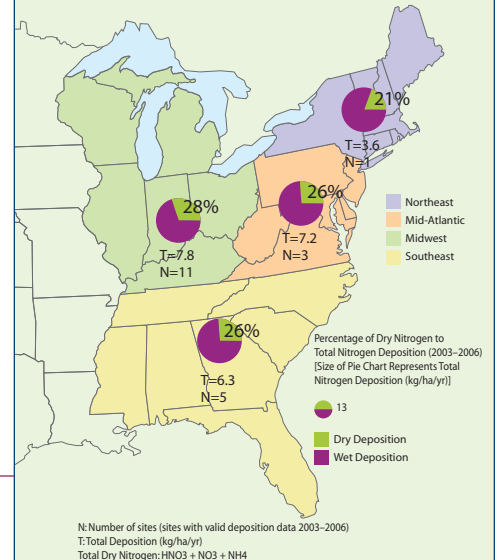 21%
T=3.6
N=1
26%
T=7.2
N=3
28%
T=7.8
N=11
Northeast
Mid-Atlantic
Midwest
Southeast
26%
T=6.3
N=5
Percentage of Dry Nitrogen to
Total Nitrogen Deposition (2003–2006)
[Size of Pie Chart Represents Total
Nitrogen Deposition (kg/ha/yr)]
13
Dry Deposition
Wet Deposition
N: Number of sites (sites with valid deposition data 2003–2006)
T: Total Deposition (kg/ha/yr)
Total Dry Nitrogen: HNO3 + NO3 + NH4